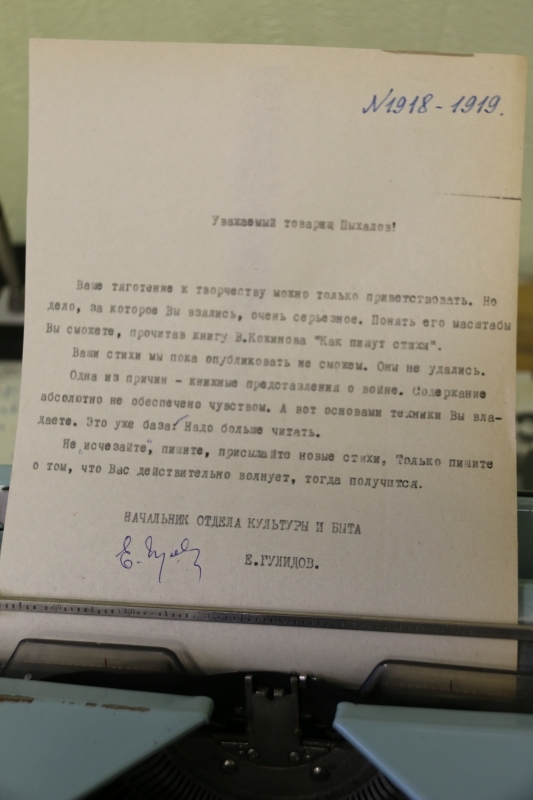 N1918-1919.
Уважаемый товарищ Пыхалов!
Ваше тяготение к творчеству можно только приветствовать. Но
дело, за которое Вы взялись, очень серьезное. Понять его масштабы
Вы сможете, прочитав книгу В.Кожинова "Как пишут стихи".
Ваши стихи мы пока опубликовать не сможем. Они не удались.
Одна из причин - книжные представления о войне. Содержание
абсолютно не обеспечено чувством. А вот основами техники Вы вла-
деете. Это уже база! Надо больше читать.
Не исчезайте, пишите, присылайте новые стихи, Только пишите
о том, что Вас действительно волнует, тогда получится.
НАЧАЛЬНИК ОТДЕЛА КУЛЬТУРЫ И БЫТА
Е.ГУЛИДОВ.